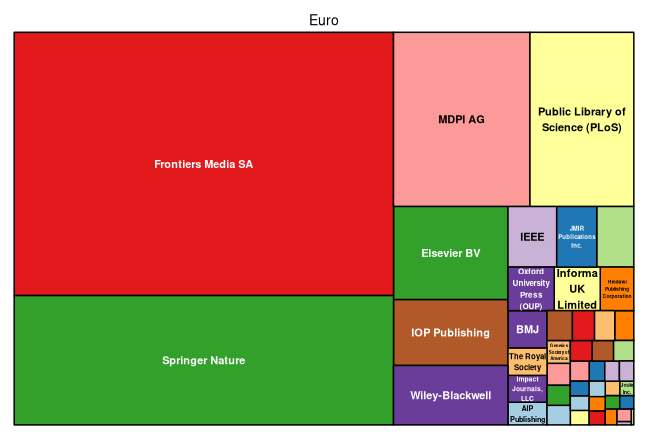 Euro
Frontiers Media SA
MDPI AG
Public Library of
Science (PLoS)
Springer Nature
Elsevier BV
IOP Publishing
Wiley-Blackwell
IEEE
JMIR
Publications
Inc.
Oxford
University
Press
(OUP)
Informa
UK
Limited
Hindawi
Publishing
Corporation
BMJ
Genetics
Society of
America
The Royal
Society
Impact
Journals,
LLC
AIP
Publishing
Inc.